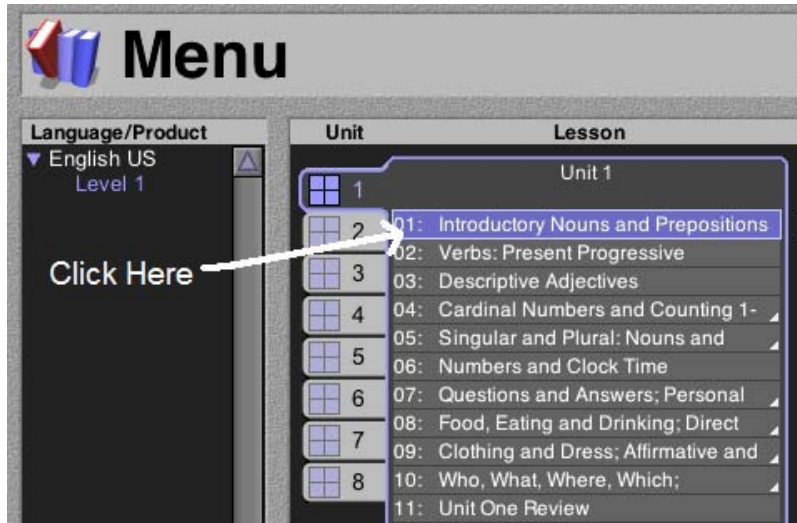 Menu
Language/Product
English US
Level 1
Click Here
Unit
1
2
3
4
5
6
7
8
Lesson
Unit 1
01: Introductory Nouns and Prepositions
02: Verbs: Present Progressive
03: Descriptive Adjectives
04: Cardinal Numbers and Counting 1-
05: Singular and Plural: Nouns and
06: Numbers and Clock Time
07: Questions and Answers; Personal
08: Food, Eating and Drinking; Direct
09: Clothing and Dress; Affirmative and
10: Who, What, Where, Which;
11: Unit One Review